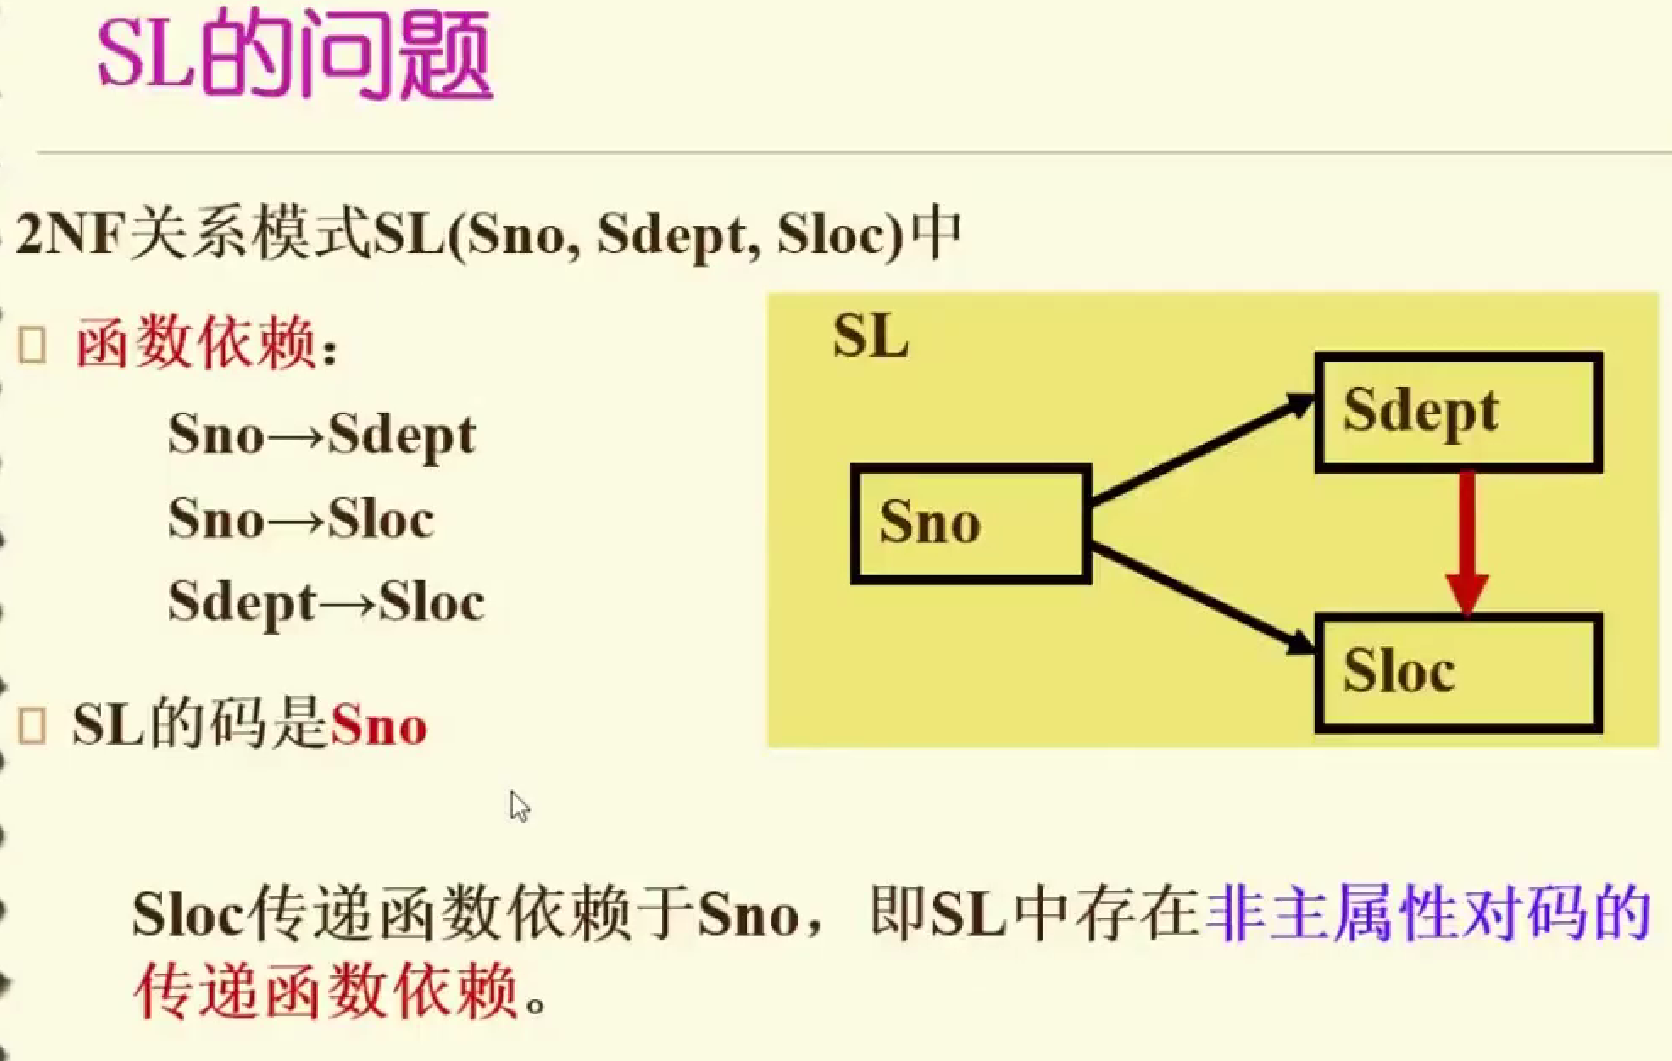 SL的问题
2NF关系模式SL(Sno, Sdept, Sloc)中
函数依赖：
Sno→Sdept
Sno→Sloc
Sdept→Sloc
SL的码是Sno
SL
Sdept
Sno
Sloc
Sloc传递函数依赖于Sno，即SL中存在非主属性对码的
传递函数依赖。